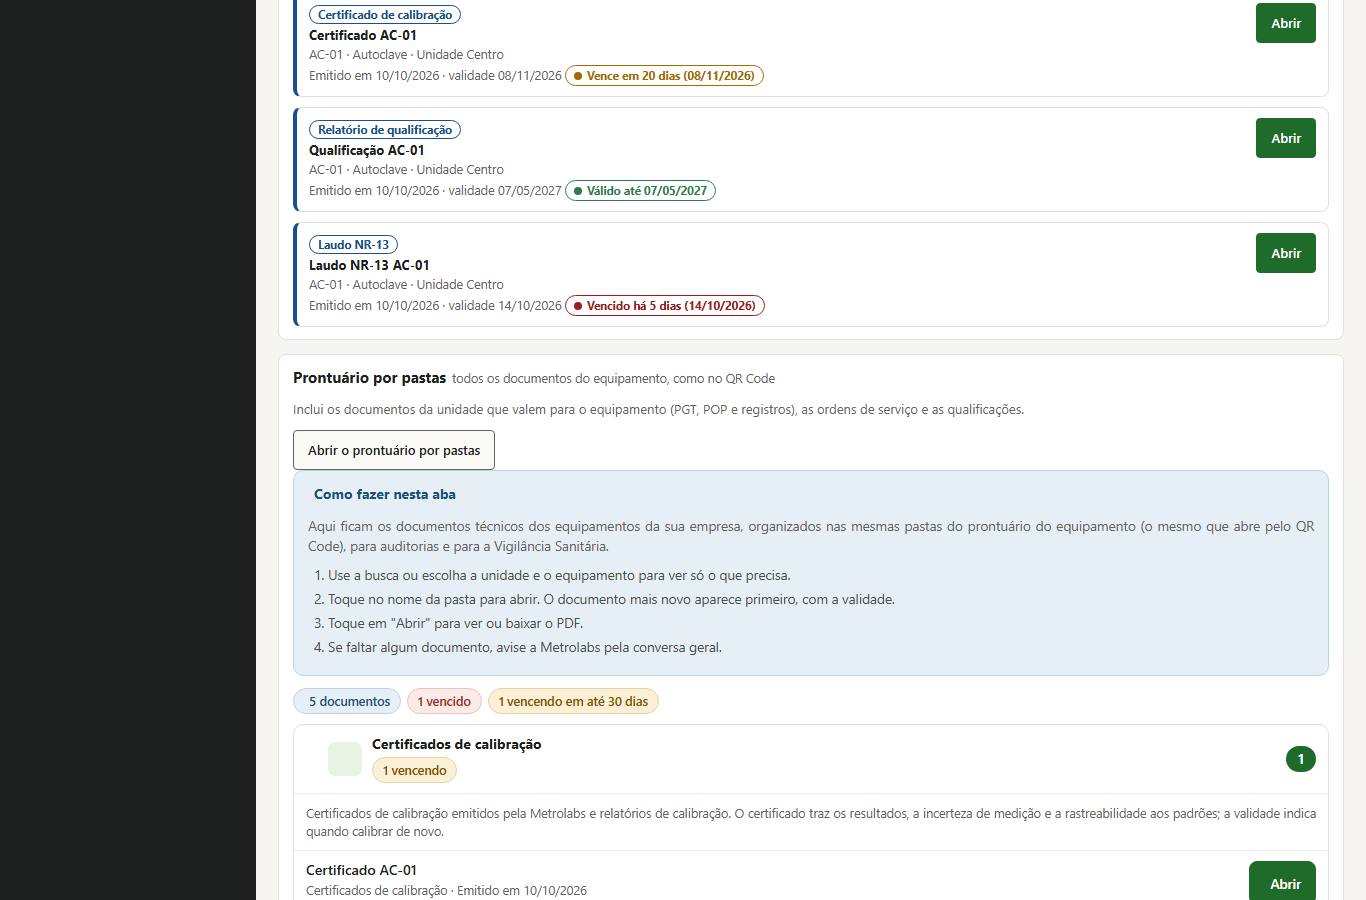 Certificado de calibração
Abrir
Certificado AC-01
AC-01 · Autoclave · Unidade Centro
Emitido em 10/10/2026 · validade 08/11/2026 Vence em 20 dias (08/11/2026)
Relatório de qualificação
Abrir
Qualificação AC-01
AC-01 · Autoclave · Unidade Centro
Emitido em 10/10/2026 · validade 07/05/2027 Válido até 07/05/2027
Laudo NR-13
Abrir
Laudo NR-13 AC-01
AC-01 · Autoclave · Unidade Centro
Emitido em 10/10/2026 · validade 14/10/2026 Vencido há 5 dias (14/10/2026)
Prontuário por pastas todos os documentos do equipamento, como no QR Code
Inclui os documentos da unidade que valem para o equipamento (PGT, POP e registros), as ordens de serviço e as qualificações.
Abrir o prontuário por pastas
Como fazer nesta aba
Aqui ficam os documentos técnicos dos equipamentos da sua empresa, organizados nas mesmas pastas do prontuário do equipamento (o mesmo que abre pelo QR
Code), para auditorias e para a Vigilância Sanitária.
1. Use a busca ou escolha a unidade e o equipamento para ver só o que precisa.
2. Toque no nome da pasta para abrir. O documento mais novo aparece primeiro, com a validade.
3. Toque em "Abrir" para ver ou baixar o PDF.
4. Se faltar algum documento, avise a Metrolabs pela conversa geral.
5 documentos 1 vencido 1 vencendo em até 30 dias
Certificados de calibração
1 vencendo
1
Certificados de calibração emitidos pela Metrolabs e relatórios de calibração. O certificado traz os resultados, a incerteza de medição e a rastreabilidade aos padrões; a validade indica
quando calibrar de novo.
Certificado AC-01
Certificados de calibração · Emitido em 10/10/2026
Abrir